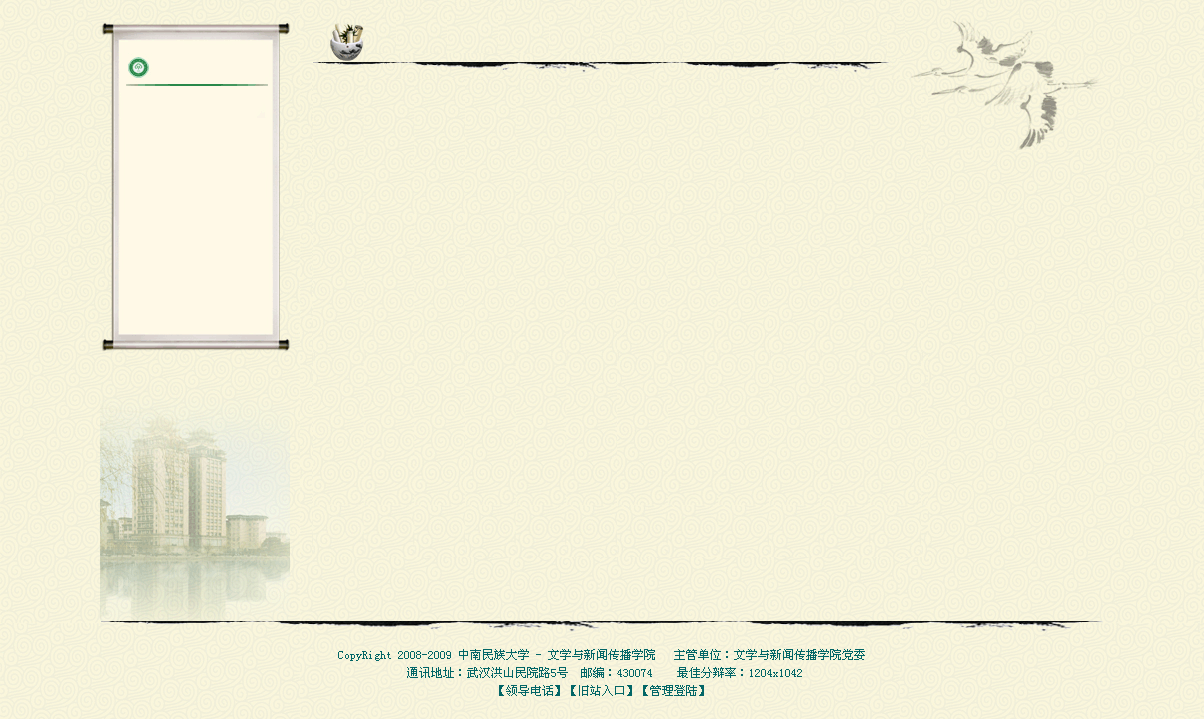 CopyRight 2008-2009 中南民族大学 - 文学与新闻传播学院 主管单位：文学与新闻传播学院党委
通讯地址：武汉洪山民院路5号 邮编：430074 最佳分辩率：1204x1042
【领导电话】【旧站入口】【管理登陆】